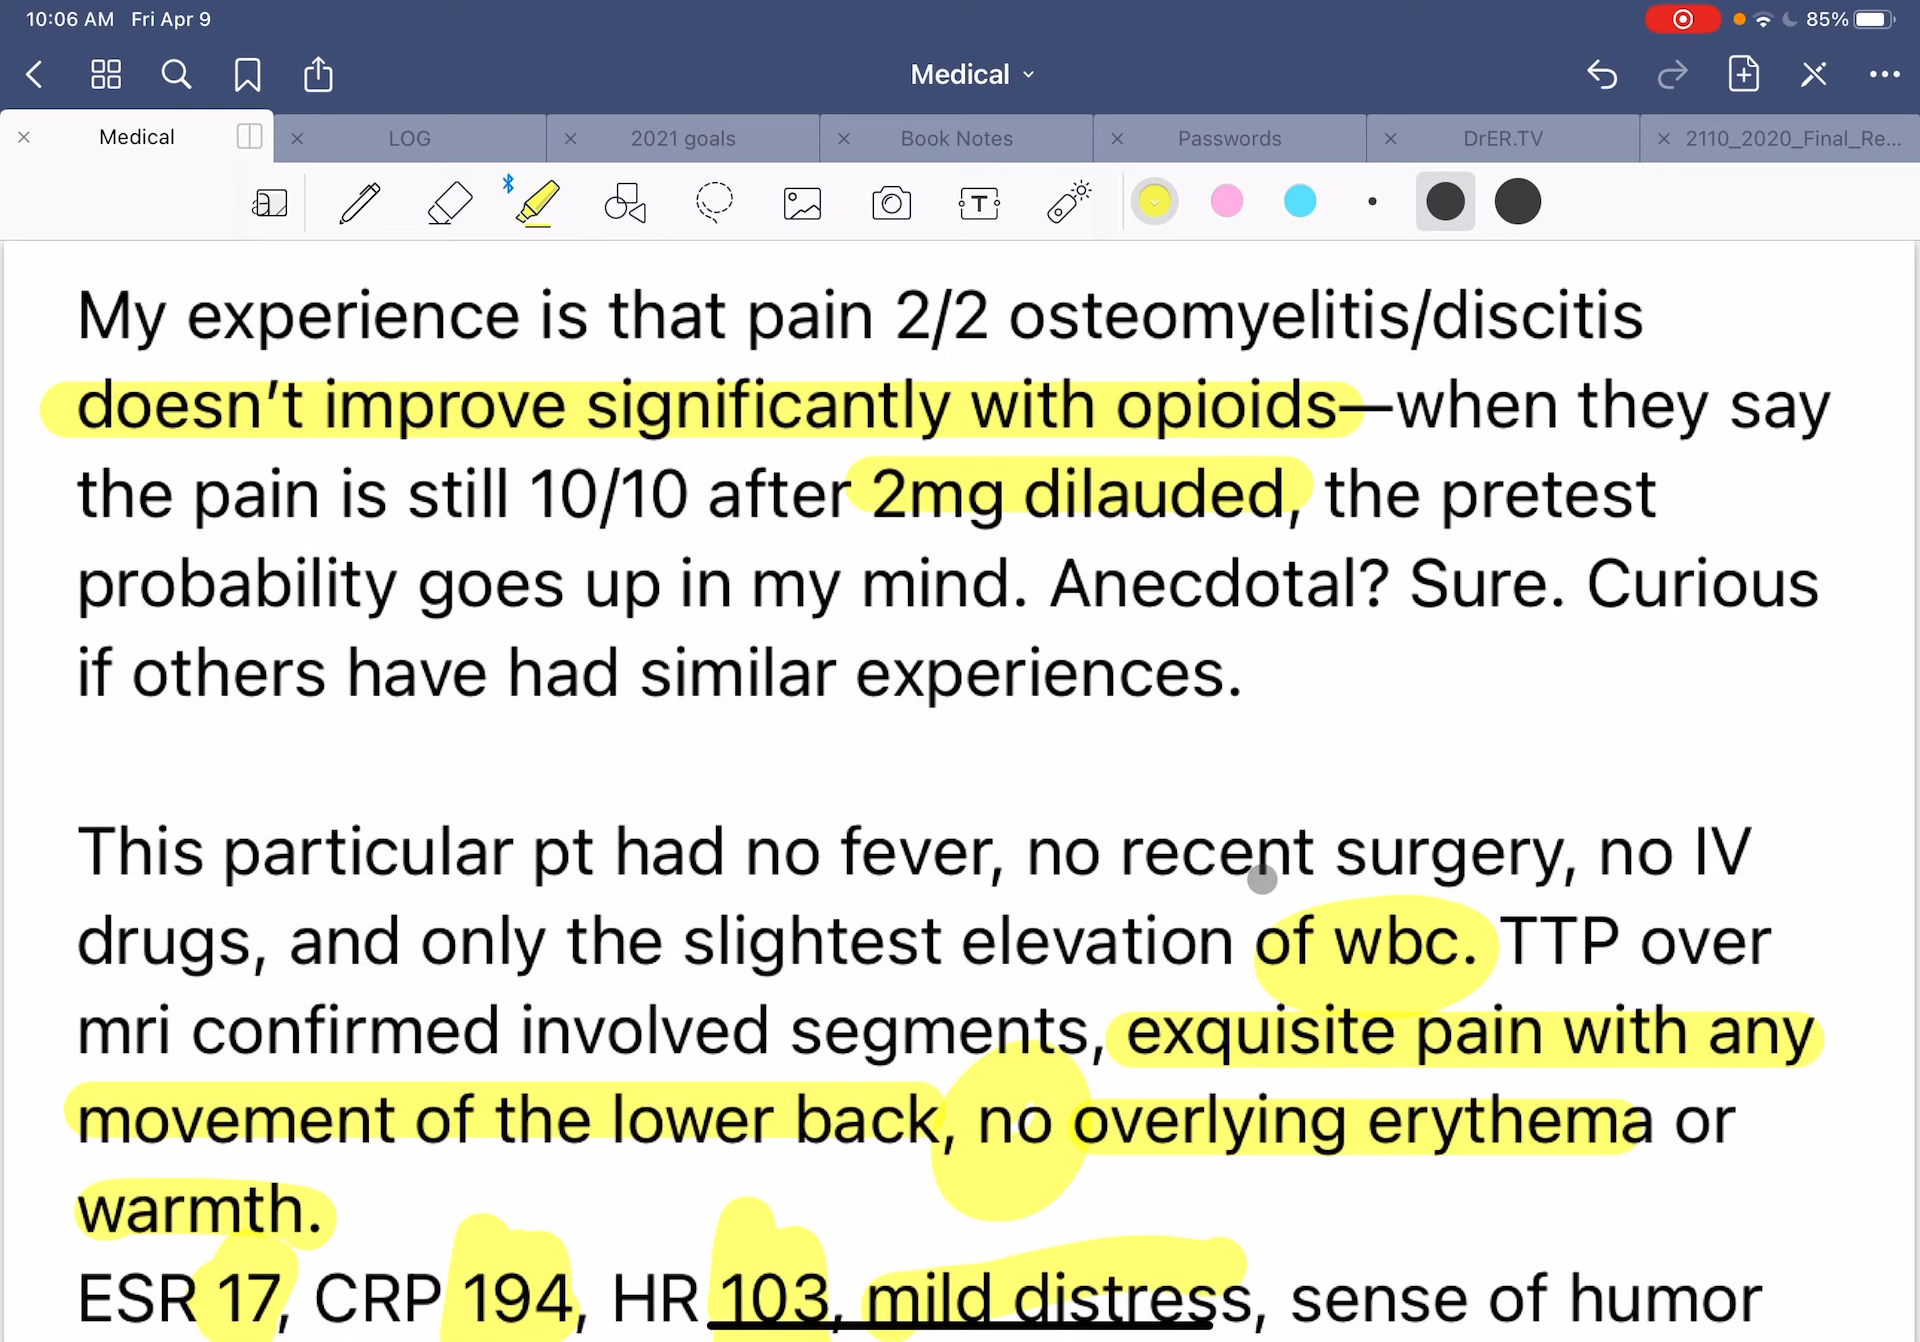 10:06 AM Fri Apr 9 85%
Medical
Medical LOG 2021 goals Book Notes Passwords DrER.TV 2110_2020_Final_Re...
My experience is that pain 2/2 osteomyelitis/discitis
doesn’t improve significantly with opioids—when they say
the pain is still 10/10 after 2mg dilauded, the pretest
probability goes up in my mind. Anecdotal? Sure. Curious
if others have had similar experiences.
This particular pt had no fever, no recent surgery, no IV
drugs, and only the slightest elevation of wbc. TTP over
mri confirmed involved segments, exquisite pain with any
movement of the lower back, no overlying erythema or
warmth.
ESR 17, CRP 194, HR 103, mild distress, sense of humor